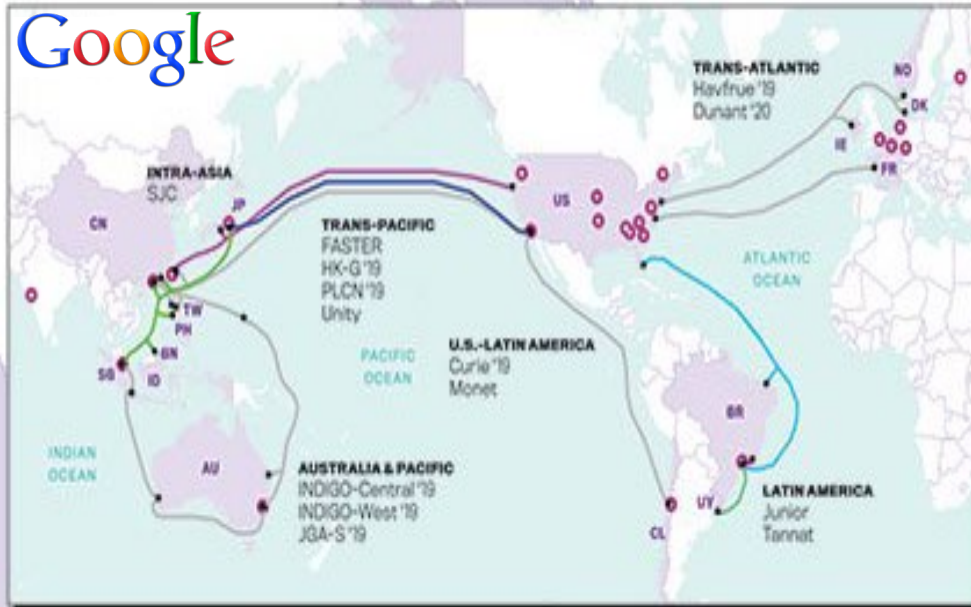 Google
TRANS-ATLANTIC
Havfrue '19
Dunant '20
NO
DK
IE
FR
INTRA-ASIA
SJC
JP
CN
US
TRANS-PACIFIC
FASTER
HK-G '19
PLCN '19
Unity
ATLANTIC
OCEAN
TW
PH
BN
SG
ID
PACIFIC
OCEAN
U.S.-LATIN AMERICA
Curie '19
Monet
BR
INDIAN
OCEAN
AU
AUSTRALIA & PACIFIC
INDIGO-Central '19
INDIGO-West '19
JGA-S '19
LATIN AMERICA
Junior
Tannat
UY
CL